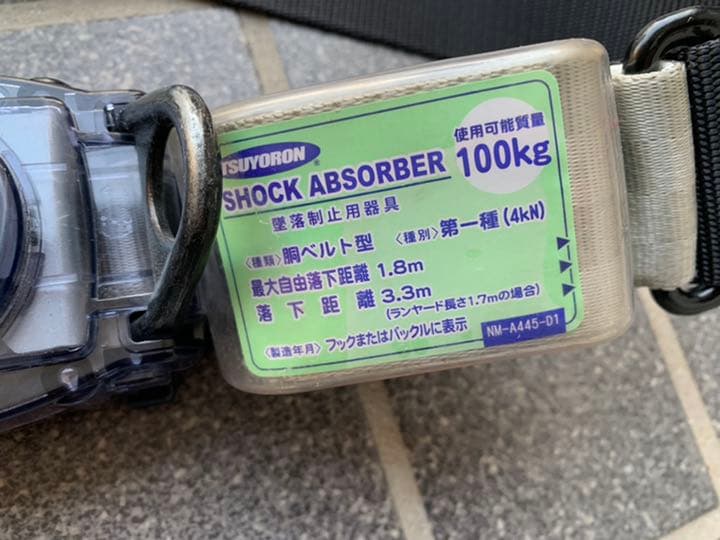 TSUYORON ®
SHOCK ABSORBER
使用可能質量
100kg
墜落制止用器具
〈種類〉胴ベルト型 〈種別〉第一種(4kN)
最大自由落下距離 1.8m
落下距離 3.3m
(ランヤード長さ1.7mの場合)
〈製造年月〉フックまたはバックルに表示
NM-A445-D1